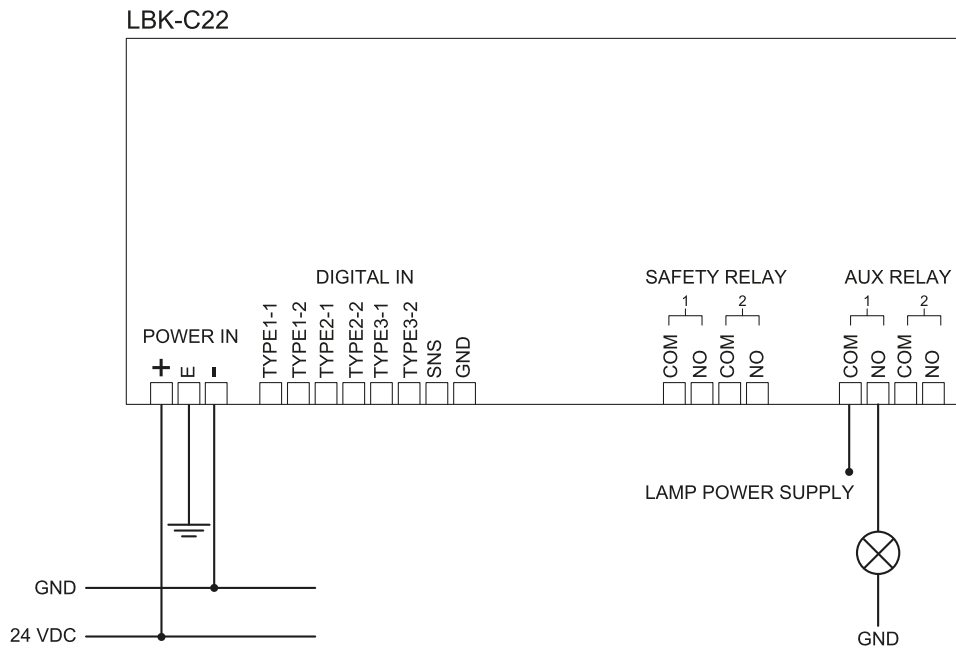 LBK-C22
DIGITAL IN
SAFETY RELAY
AUX RELAY
1
2
1
2
POWER IN
+
E
-
TYPE1-1
TYPE1-2
TYPE2-1
TYPE2-2
TYPE3-1
TYPE3-2
SNS
GND
COM
NO
COM
NO
COM
NO
COM
NO
LAMP POWER SUPPLY
GND
24 VDC
GND